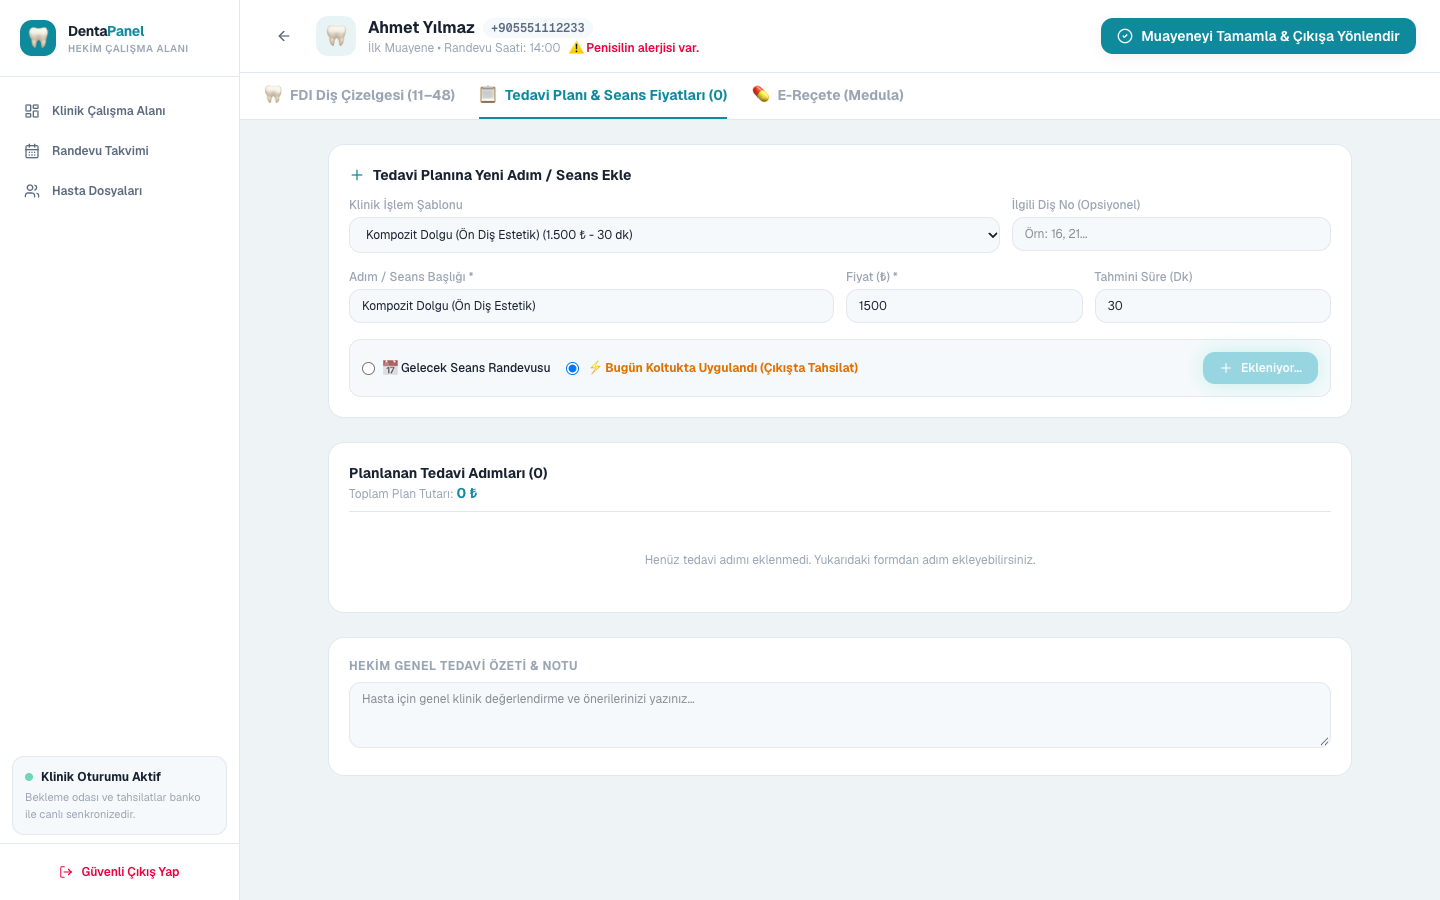 DentaPanel
HEKİM ÇALIŞMA ALANI
Klinik Çalışma Alanı
Randevu Takvimi
Hasta Dosyaları
Klinik Oturumu Aktif
Bekleme odası ve tahsilatlar banko
ile canlı senkronizedir.
Güvenli Çıkış Yap
Ahmet Yılmaz +905551112233
İlk Muayene • Randevu Saati: 14:00 ⚠️ Penisilin alerjisi var.
Muayeneyi Tamamla & Çıkışa Yönlendir
FDI Diş Çizelgesi (11–48)
Tedavi Planı & Seans Fiyatları (0)
E-Reçete (Medula)
Tedavi Planına Yeni Adım / Seans Ekle
Klinik İşlem Şablonu
İlgili Diş No (Opsiyonel)
Kompozit Dolgu (Ön Diş Estetik) (1.500 ₺ - 30 dk)
Örn: 16, 21...
Adım / Seans Başlığı *
Fiyat (₺) *
Tahmini Süre (Dk)
Kompozit Dolgu (Ön Diş Estetik)
1500
30
📅 Gelecek Seans Randevusu
⚡ Bugün Koltukta Uygulandı (Çıkışta Tahsilat)
Ekleniyor...
Planlanan Tedavi Adımları (0)
Toplam Plan Tutarı: 0 ₺
Henüz tedavi adımı eklenmedi. Yukarıdaki formdan adım ekleyebilirsiniz.
HEKİM GENEL TEDAVİ ÖZETİ & NOTU
Hasta için genel klinik değerlendirme ve önerilerinizi yazınız...